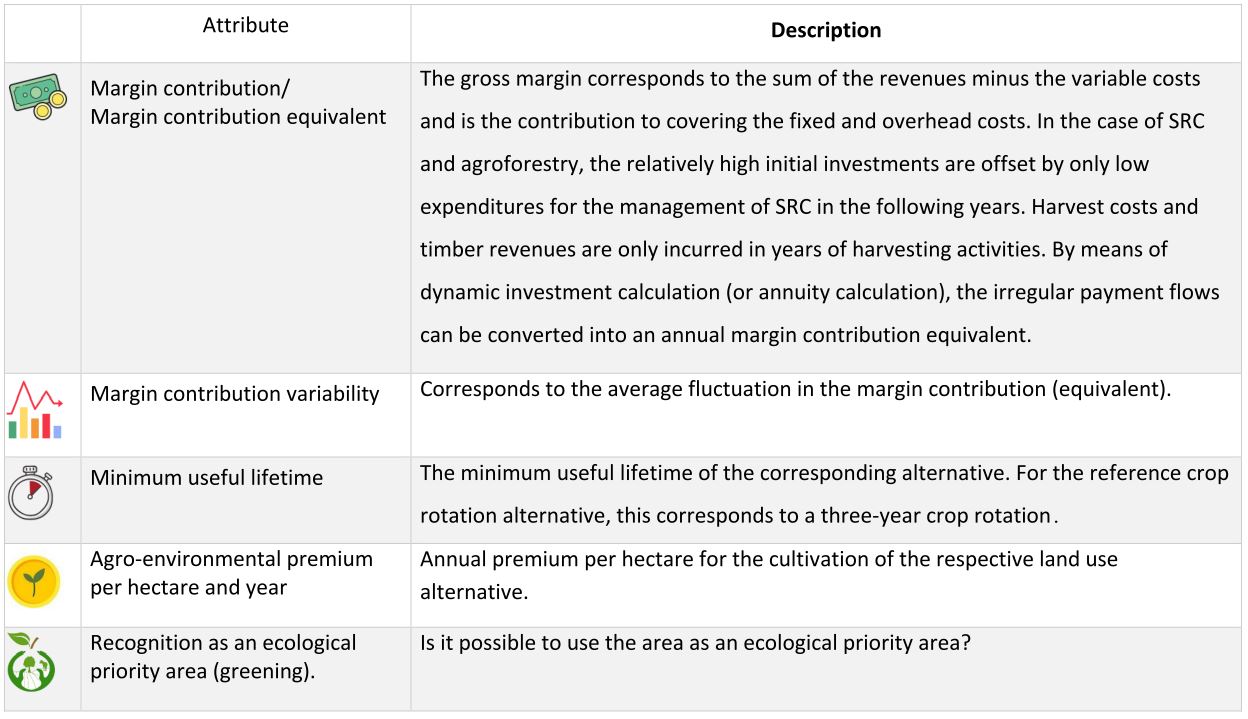 Attribute
Description
Margin contribution/
Margin contribution equivalent
The gross margin corresponds to the sum of the revenues minus the variable costs
and is the contribution to covering the fixed and overhead costs. In the case of SRC
and agroforestry, the relatively high initial investments are offset by only low
expenditures for the management of SRC in the following years. Harvest costs and
timber revenues are only incurred in years of harvesting activities. By means of
dynamic investment calculation (or annuity calculation), the irregular payment flows
can be converted into an annual margin contribution equivalent.
Margin contribution variability
Corresponds to the average fluctuation in the margin contribution (equivalent).
Minimum useful lifetime
The minimum useful lifetime of the corresponding alternative. For the reference crop
rotation alternative, this corresponds to a three-year crop rotation.
Agro-environmental premium
per hectare and year
Annual premium per hectare for the cultivation of the respective land use
alternative.
Recognition as an ecological
priority area (greening).
Is it possible to use the area as an ecological priority area?